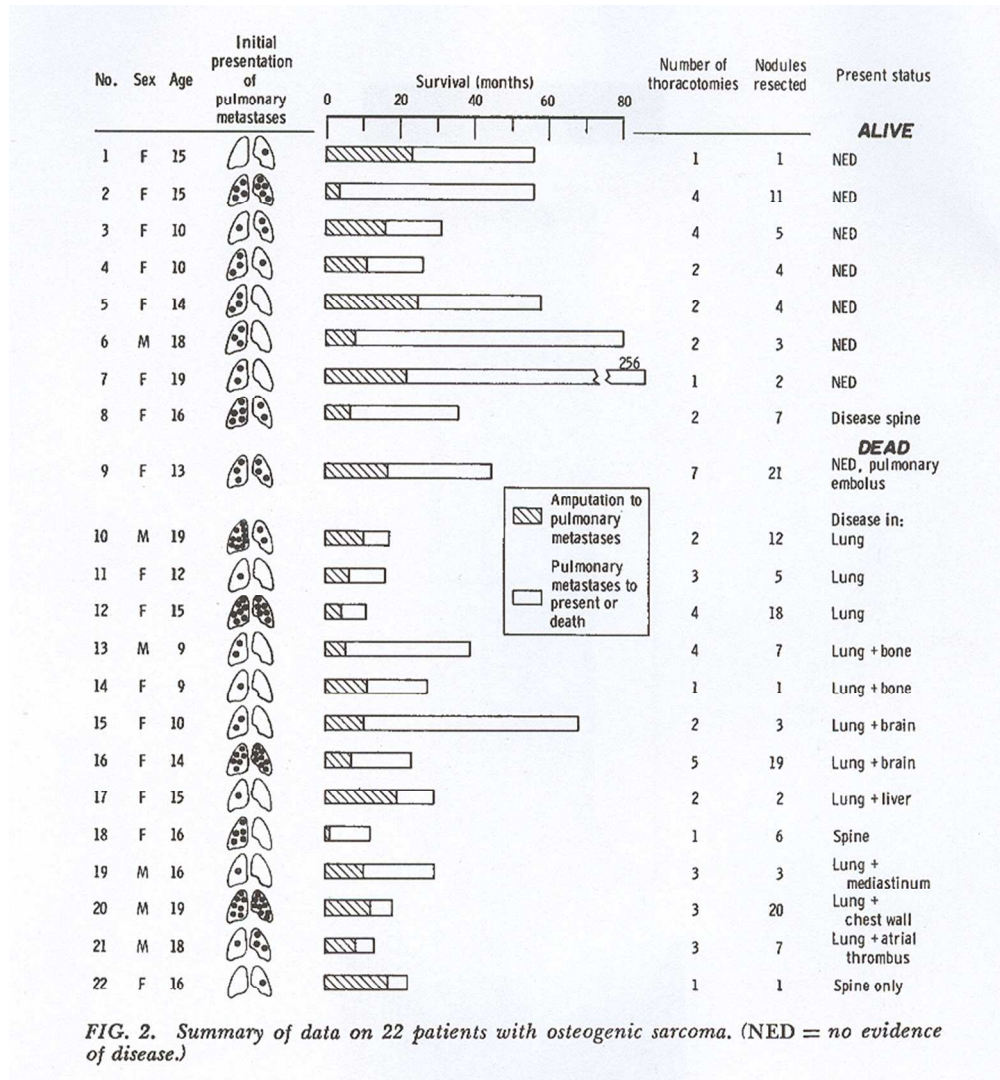 Initial
presentation
of
pulmonary
metastases
No. Sex Age
Survival (months)
0 20 40 60 80
Number of
thoracotomies
Nodules
resected
Present status
ALIVE
1 F 15 1 1 NED
2 F 15 4 11 NED
3 F 10 4 5 NED
4 F 10 2 4 NED
5 F 14 2 4 NED
6 M 18 2 3 NED
256
7 F 19 1 2 NED
8 F 16 2 7 Disease spine
DEAD
9 F 13 7 21 NED, pulmonary
embolus
Amputation to
pulmonary
metastases
Pulmonary
metastases to
present or
death
Disease in:
10 M 19 2 12 Lung
11 F 12 3 5 Lung
12 F 15 4 18 Lung
13 M 9 4 7 Lung + bone
14 F 9 1 1 Lung + bone
15 F 10 2 3 Lung + brain
16 F 14 5 19 Lung + brain
17 F 15 2 2 Lung + liver
18 F 16 1 6 Spine
19 M 16 3 3 Lung +
mediastinum
20 M 19 3 20 Lung +
chest wall
21 M 18 3 7 Lung + atrial
thrombus
22 F 16 1 1 Spine only
FIG. 2. Summary of data on 22 patients with osteogenic sarcoma. (NED = no evidence
of disease.)